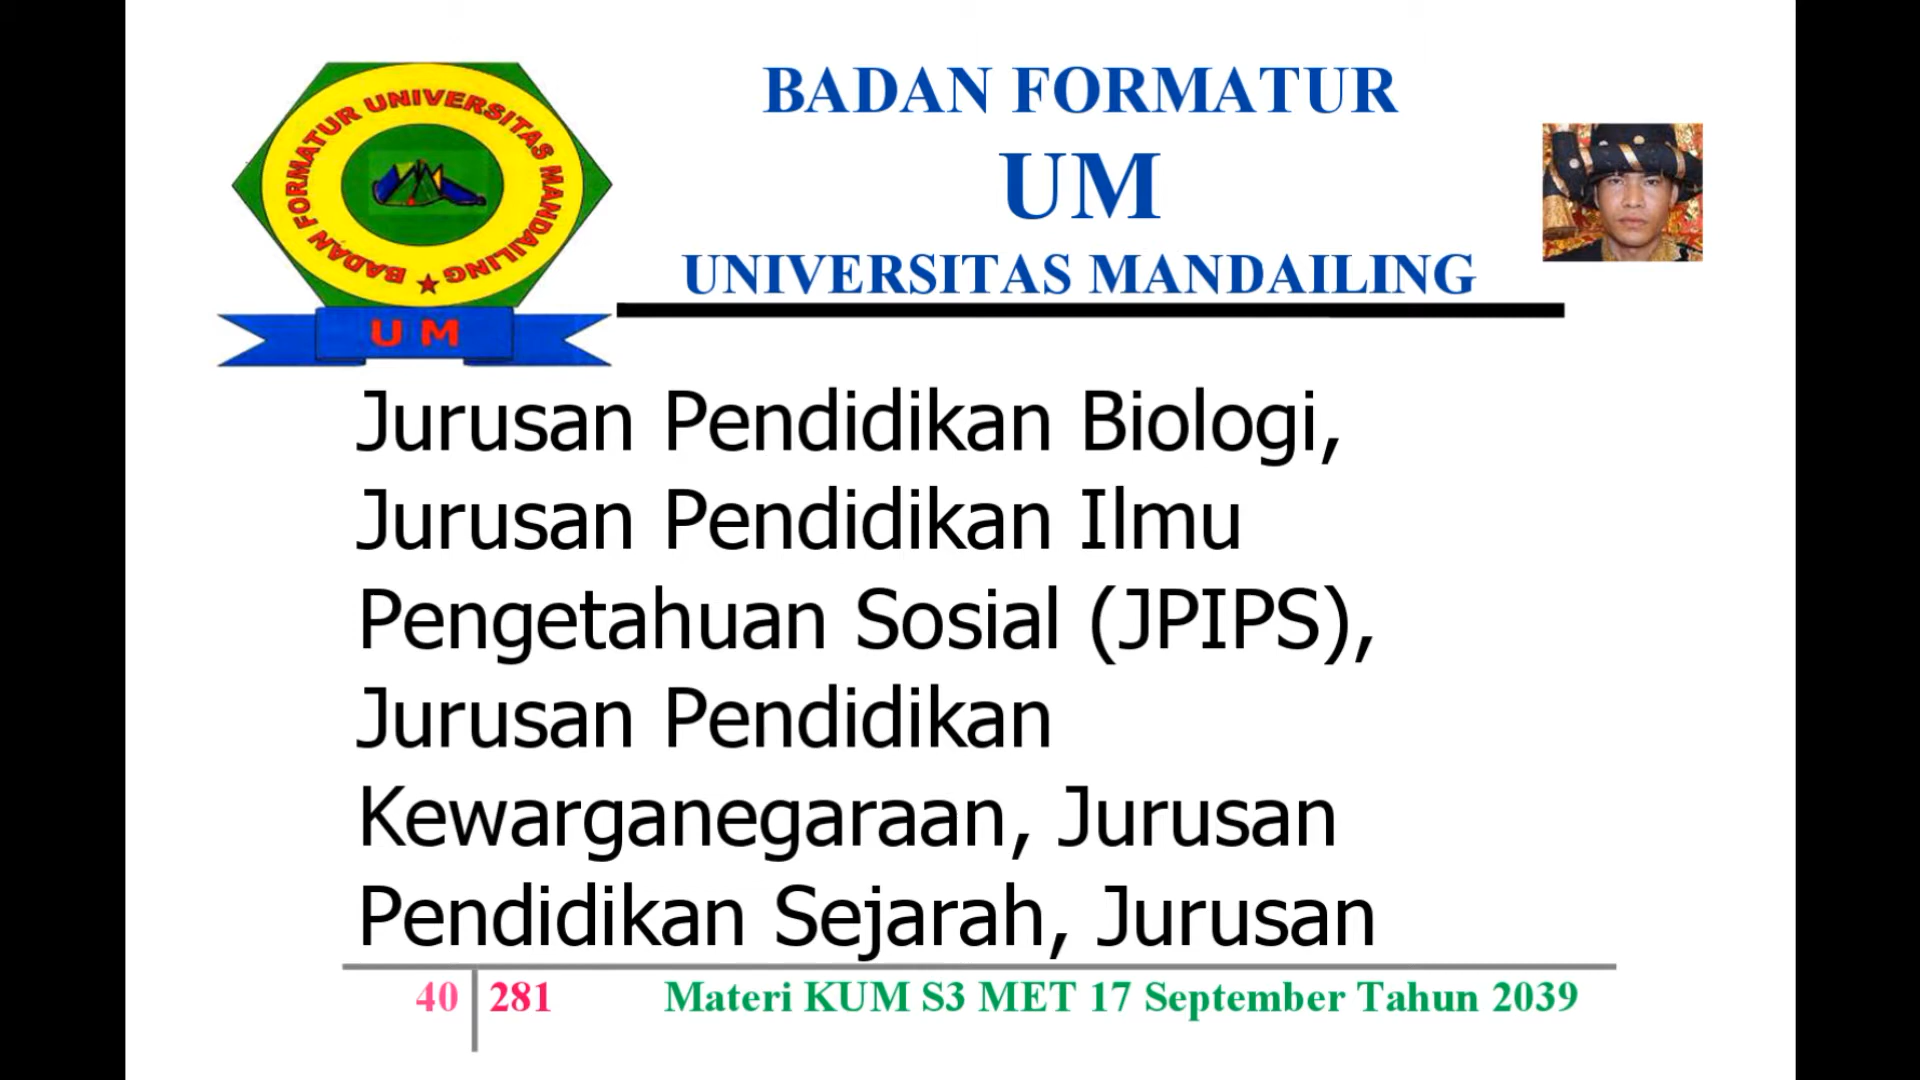 BADAN FORMATUR UNIVERSITAS MANDAILING
U M
BADAN FORMATUR
UM
UNIVERSITAS MANDAILING
Jurusan Pendidikan Biologi,
Jurusan Pendidikan Ilmu
Pengetahuan Sosial (JPIPS),
Jurusan Pendidikan
Kewarganegaraan, Jurusan
Pendidikan Sejarah, Jurusan
40 281 Materi KUM S3 MET 17 September Tahun 2039